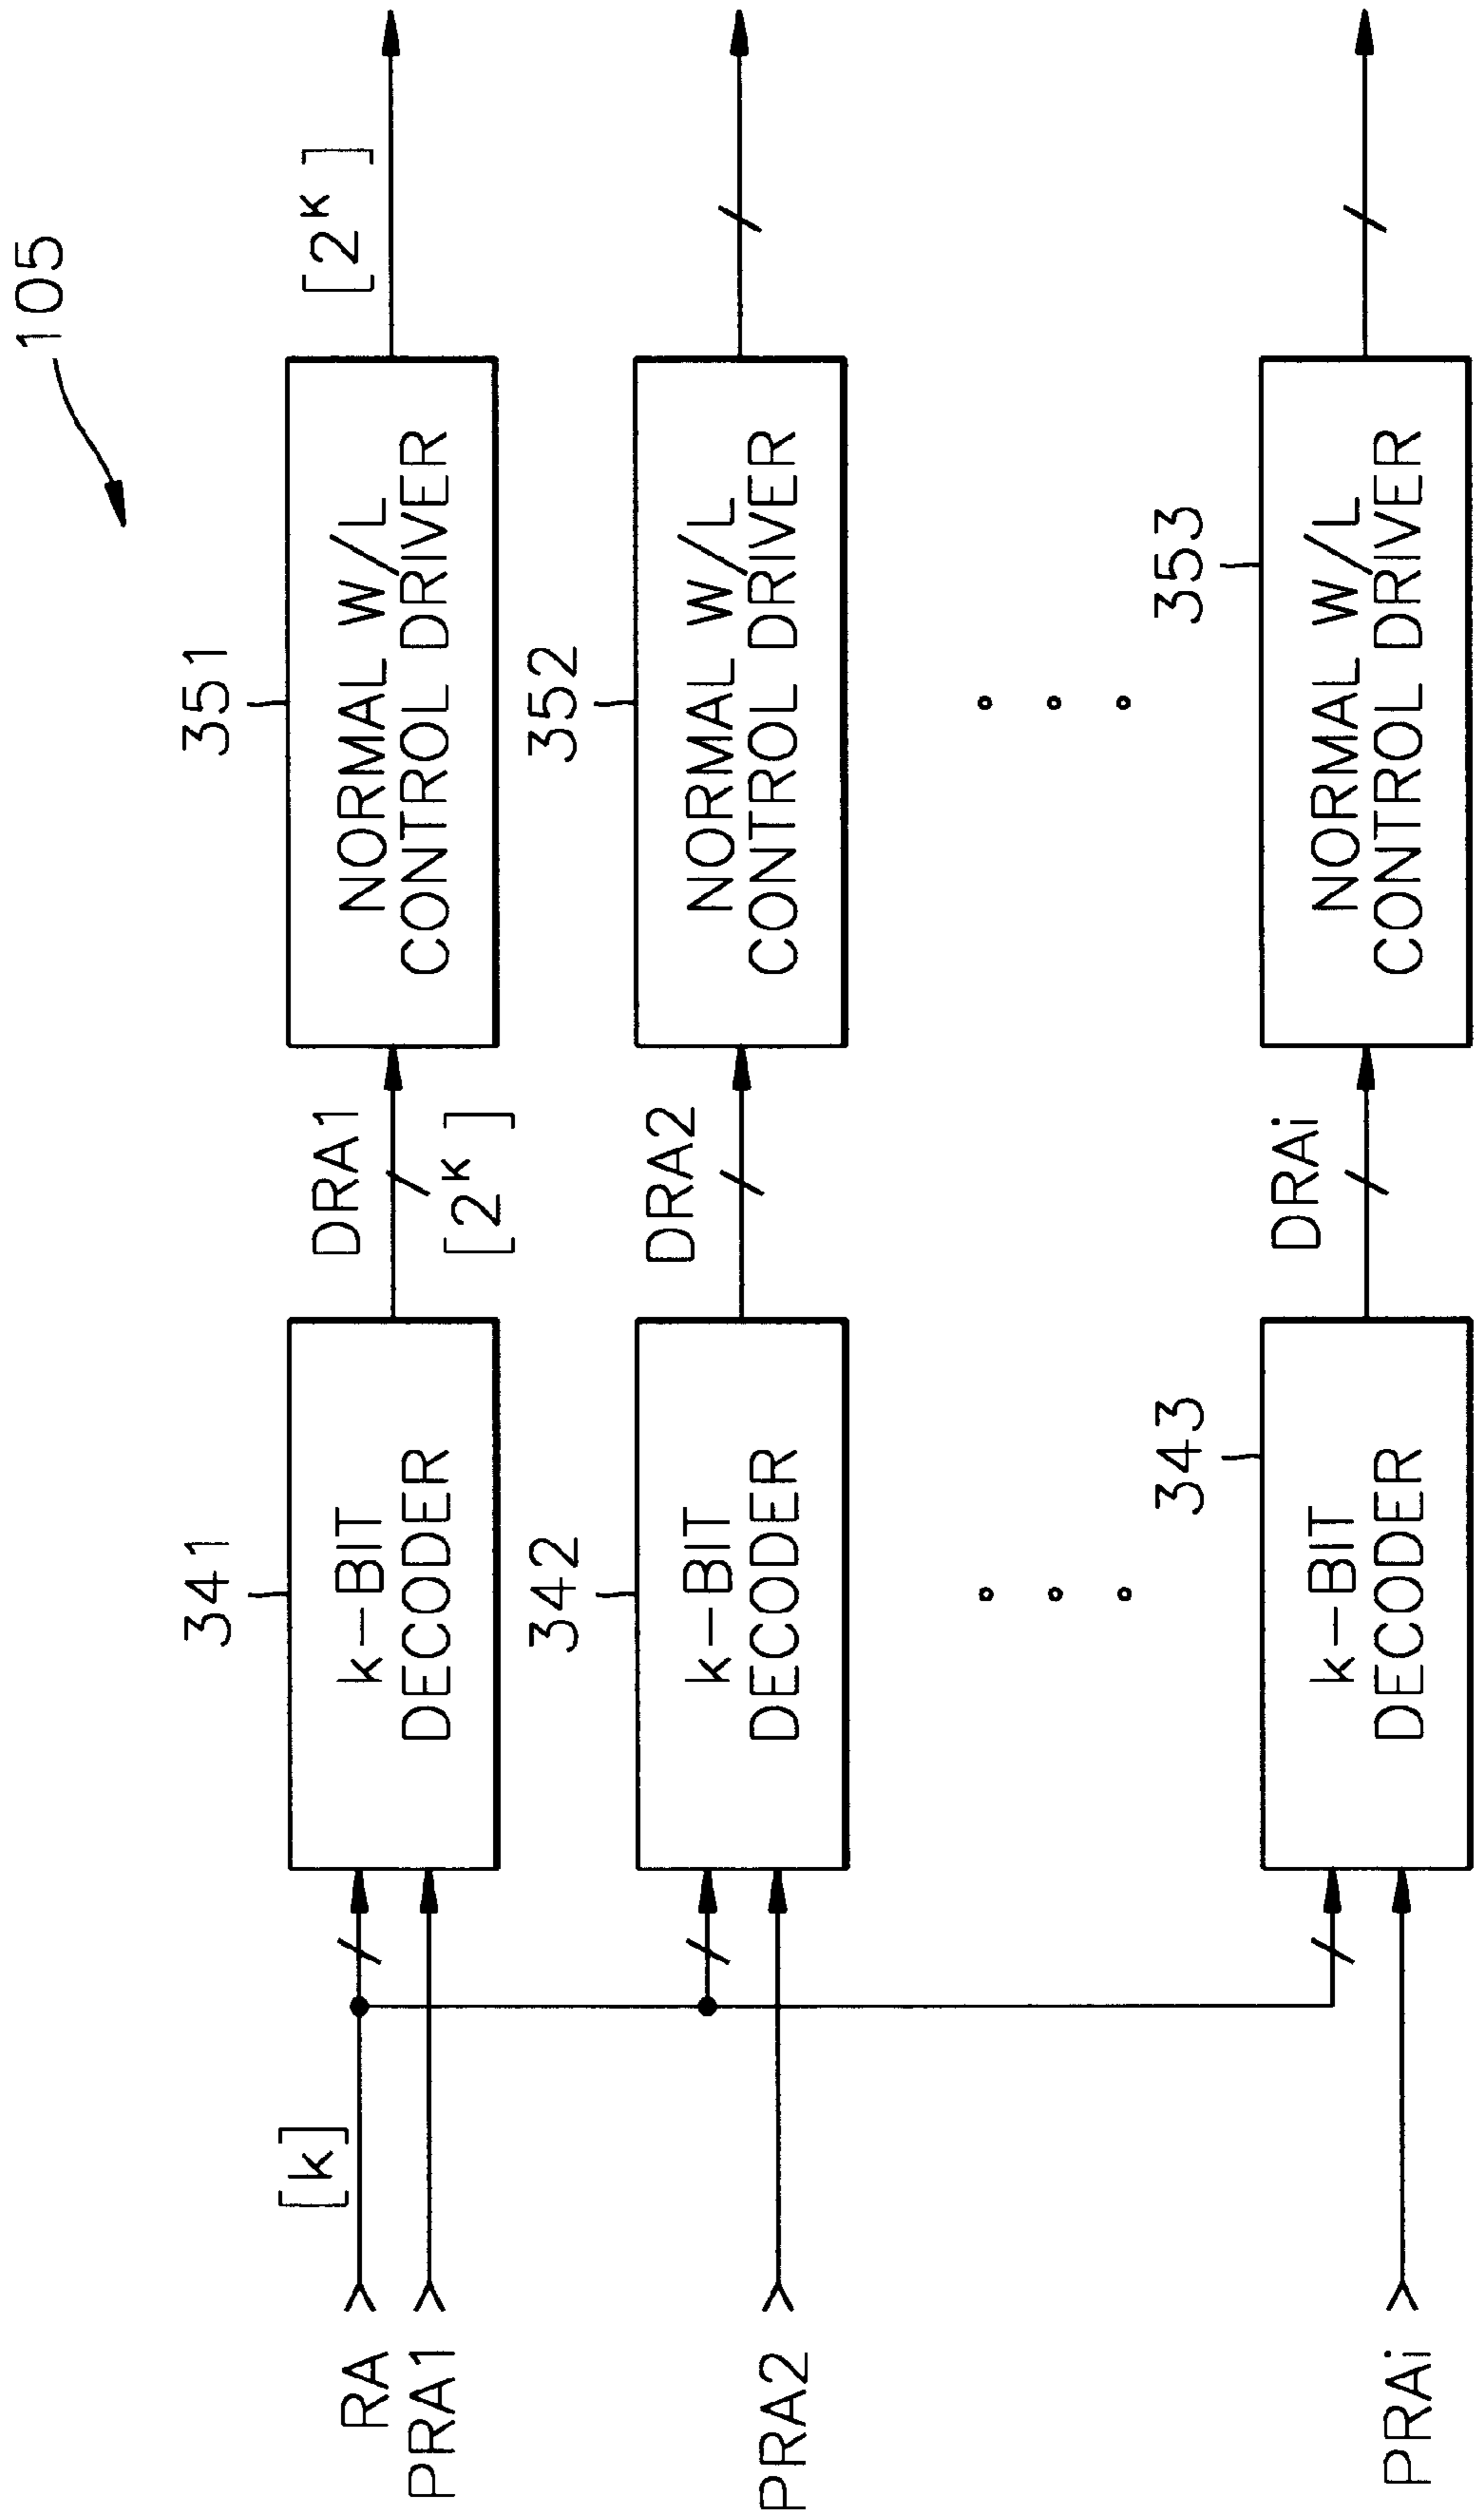 105
341
351
RA
[k]
k-BIT
DECODER
DRA1
[2ᴷ]
NORMAL W/L
CONTROL DRIVER
[2ᴷ]
PRA1
342
352
PRA2
k-BIT
DECODER
DRA2
NORMAL W/L
CONTROL DRIVER
343
353
PRAi
k-BIT
DECODER
DRAi
NORMAL W/L
CONTROL DRIVER